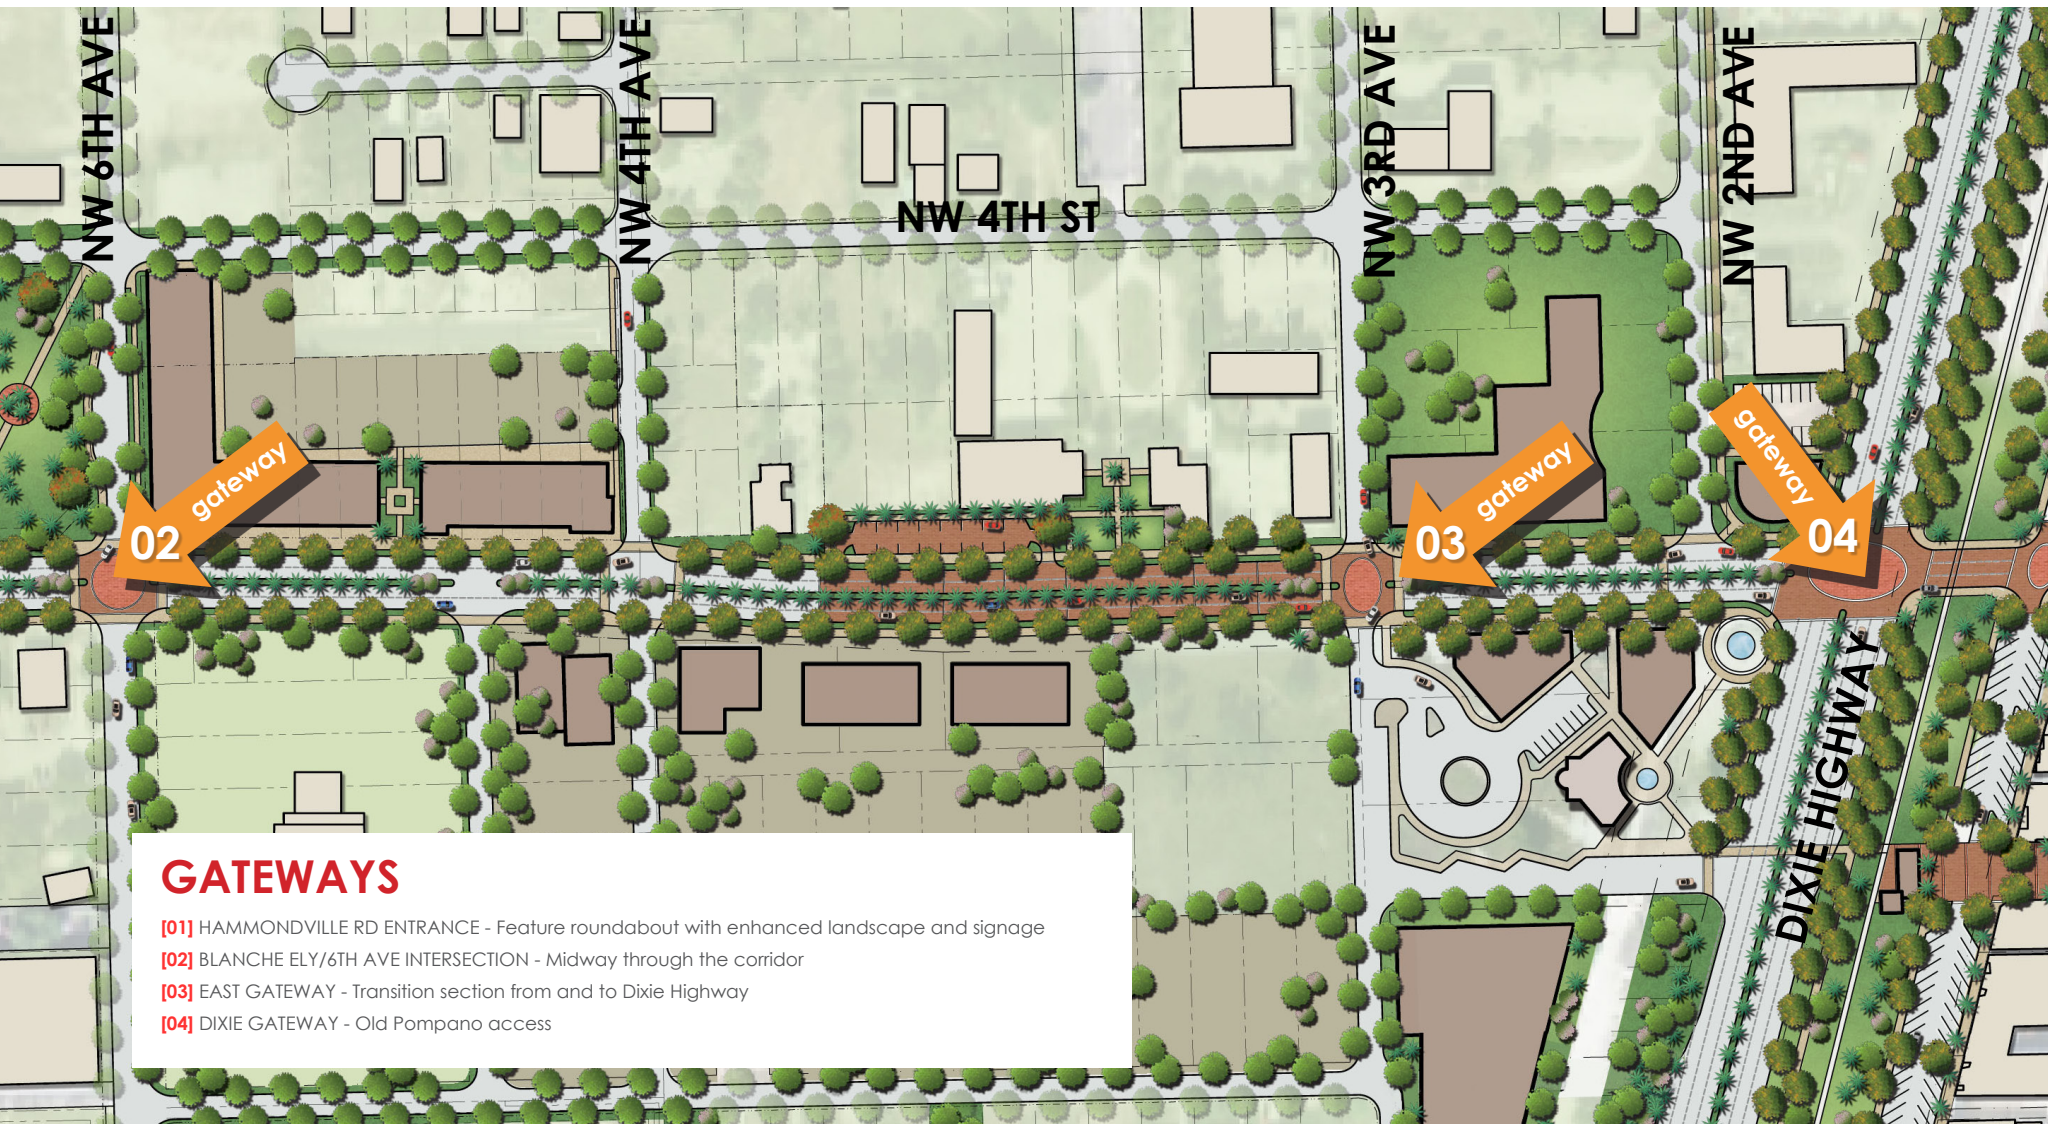 NW 6TH AVE
NW 4TH AVE
NW 4TH ST
NW 3RD AVE
NW 2ND AVE
gateway
02
gateway
03
gateway
04
DIXIE HIGHWAY
GATEWAYS
[01] HAMMONDVILLE RD ENTRANCE - Feature roundabout with enhanced landscape and signage
[02] BLANCHE ELY/6TH AVE INTERSECTION - Midway through the corridor
[03] EAST GATEWAY - Transition section from and to Dixie Highway
[04] DIXIE GATEWAY - Old Pompano access